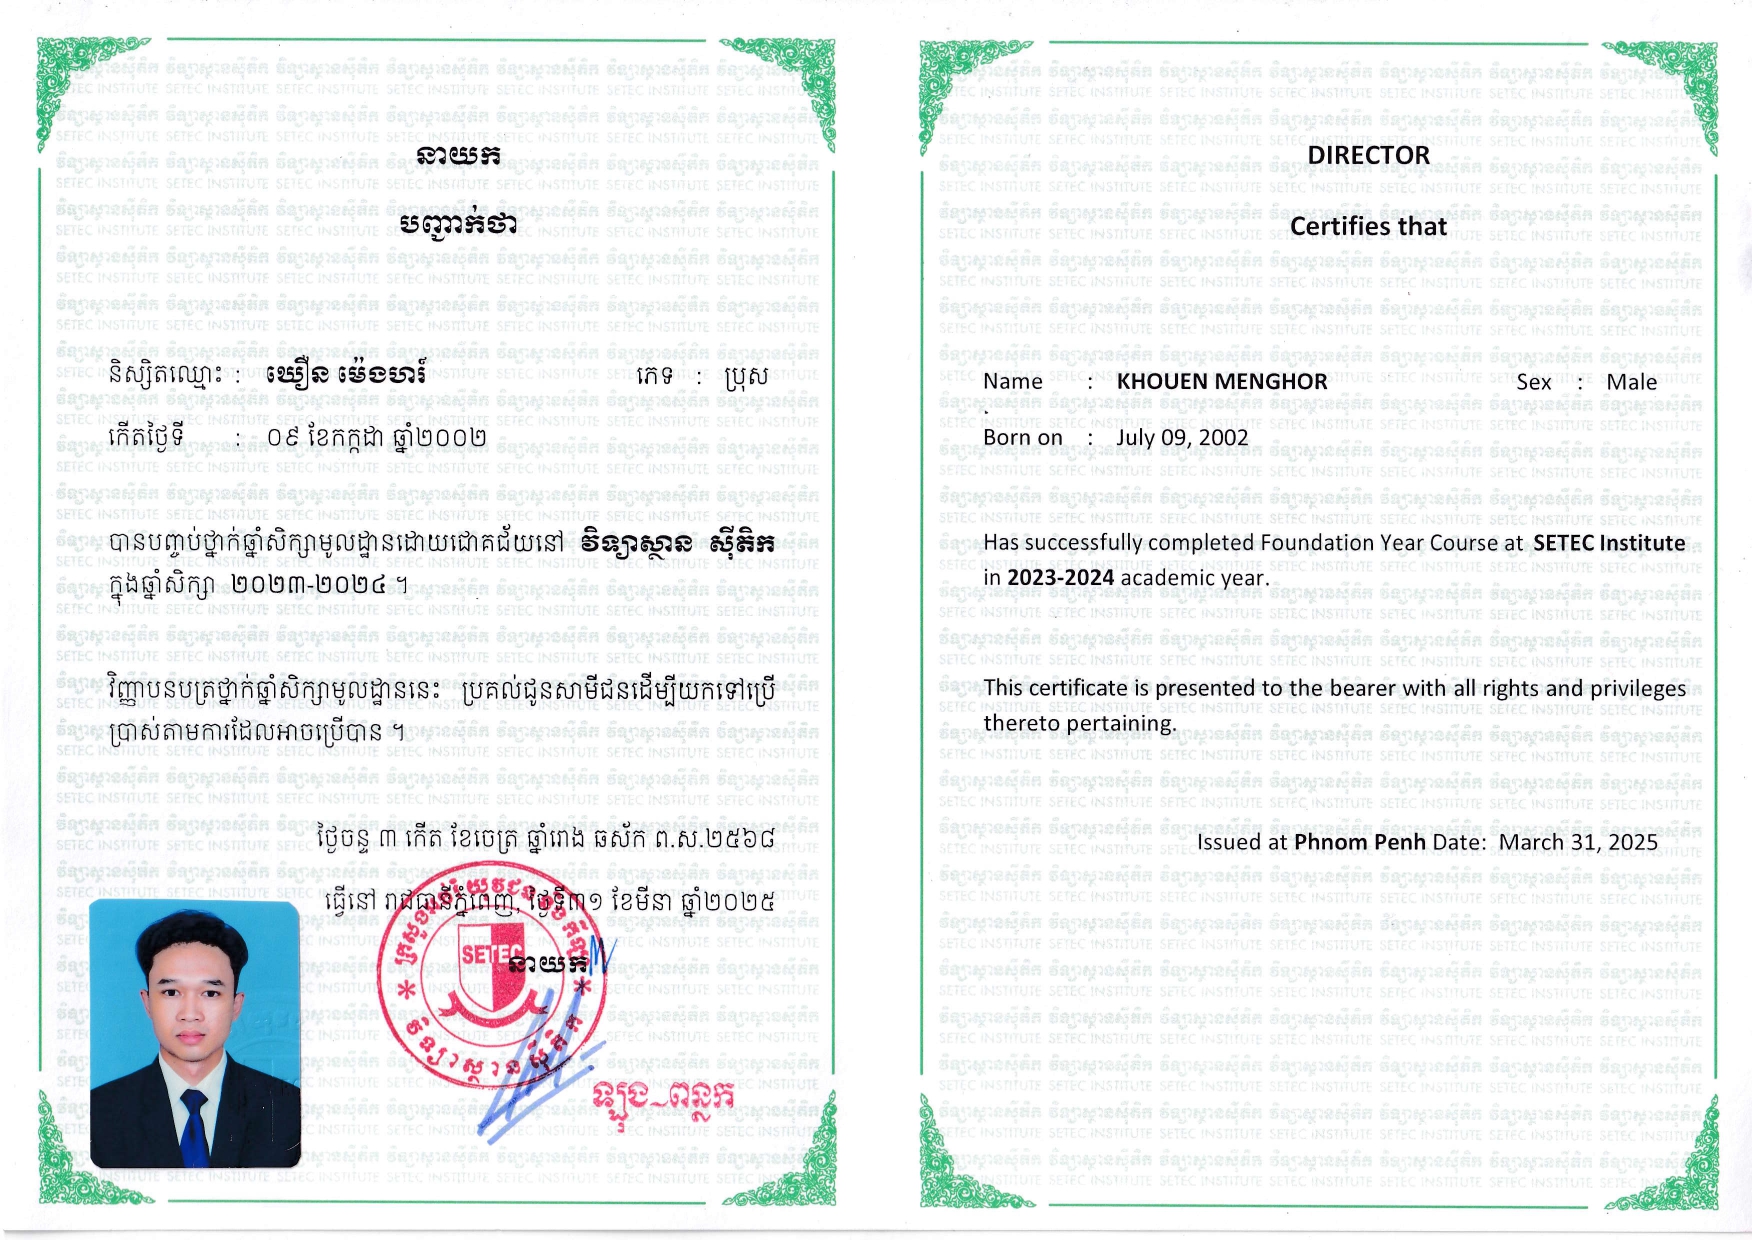 នាយក
បញ្ជាក់ថា
និស្សិតឈ្មោះ : ឃឿន ម៉េងហរ៍ ភេទ : ប្រុស
កើតថ្ងៃទី : ០៩ ខែកក្កដា ឆ្នាំ២០០២
បានបញ្ចប់ថ្នាក់ឆ្នាំសិក្សាមូលដ្ឋានដោយជោគជ័យនៅ វិទ្យាស្ថាន ស៊ីតិក
ក្នុងឆ្នាំសិក្សា ២០២៣-២០២៤ ។
វិញ្ញាបនបត្រថ្នាក់ឆ្នាំសិក្សាមូលដ្ឋាននេះ ប្រគល់ជូនសាមីជនដើម្បីយកទៅប្រើ
ប្រាស់តាមការដែលអាចប្រើបាន ។
ថ្ងៃចន្ទ ៣ កើត ខែចេត្រ ឆ្នាំរោង ឆស័ក ព.ស.២៥៦៨
ធ្វើនៅ រាជធានីភ្នំពេញ, ថ្ងៃទី៣១ ខែមីនា ឆ្នាំ២០២៥
SETEC
នាយក
វិទ្យាស្ថាន ស៊ីតិក
DIRECTOR
Certifies that
Name : KHOUEN MENGHOR Sex : Male
Born on : July 09, 2002
Has successfully completed Foundation Year Course at SETEC Institute
in 2023-2024 academic year.
This certificate is presented to the bearer with all rights and privileges
thereto pertaining.
Issued at Phnom Penh Date: March 31, 2025